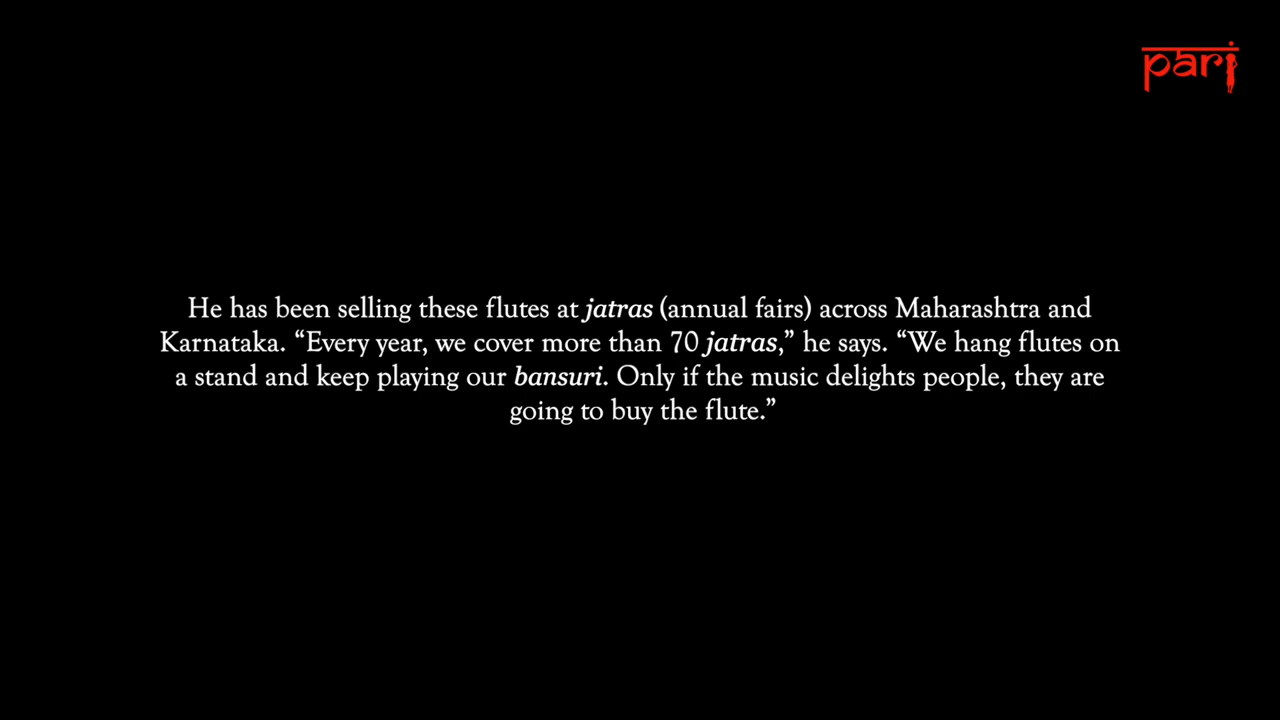 pari
He has been selling these flutes at jatras (annual fairs) across Maharashtra and
Karnataka. “Every year, we cover more than 70 jatras,” he says. “We hang flutes on
a stand and keep playing our bansuri. Only if the music delights people, they are
going to buy the flute.”